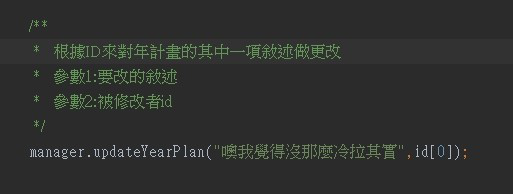 /**
* 根據ID來對年計畫的其中一項敘述做更改
* 參數1:要改的敘述
* 參數2:被修改者id
*/
manager.updateYearPlan("噢我覺得沒那麼冷拉其實",id[0]);